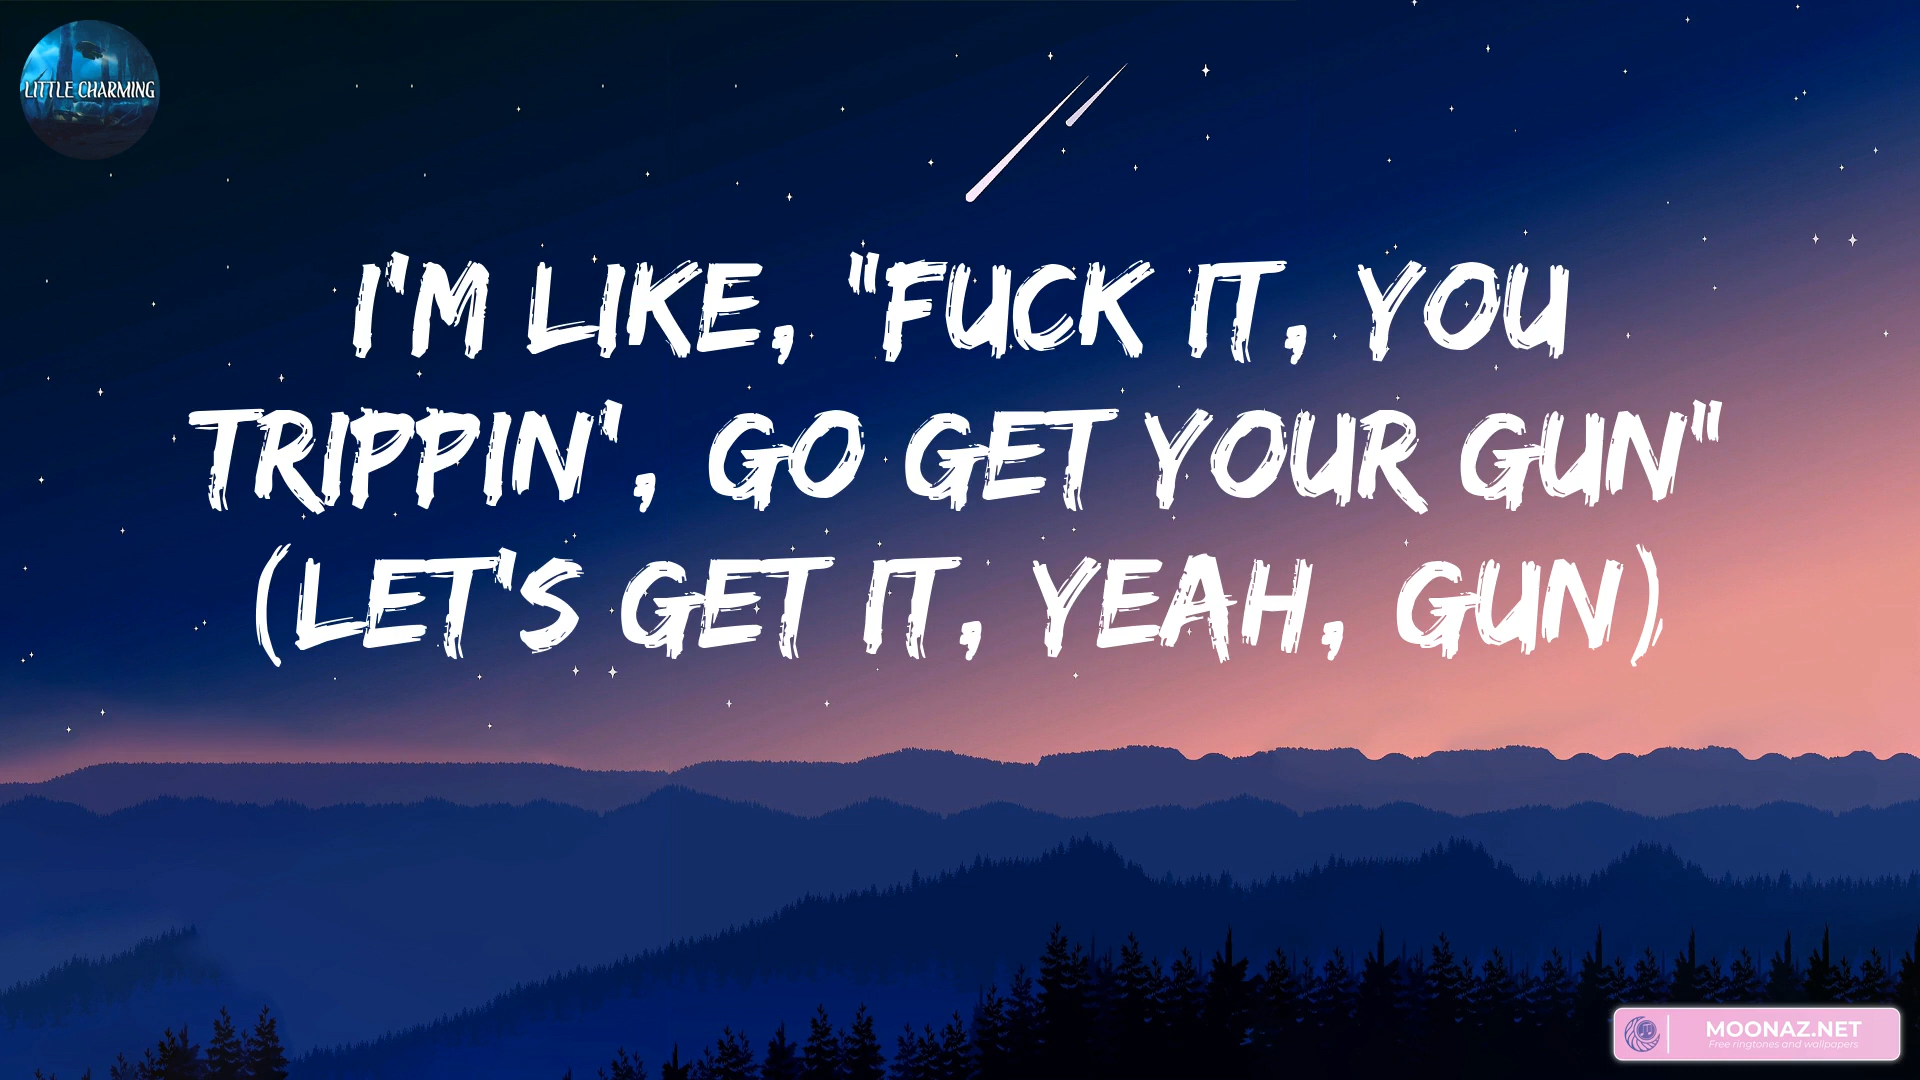 LITTLE CHARMING
I'M LIKE, "FUCK IT, YOU
TRIPPIN', GO GET YOUR GUN"
(LET'S GET IT, YEAH, GUN)
MOONAZ.NET
Free ringtones and wallpapers